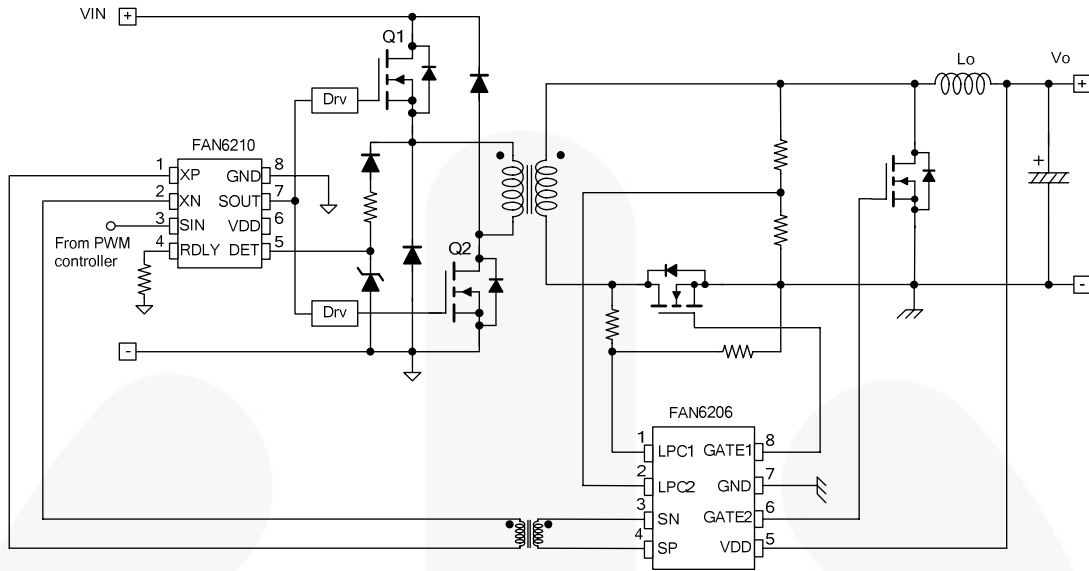 VIN +
Q1
Drv
Lo
Vo
+
FAN6210
1 XP GND 8
2 XN SOUT 7
3 SIN VDD 6
4 RDLY DET 5
From PWM
controller
Q2
Drv
-
+
-
FAN6206
1 LPC1 GATE1 8
2 LPC2 GND 7
3 SN GATE2 6
4 SP VDD 5